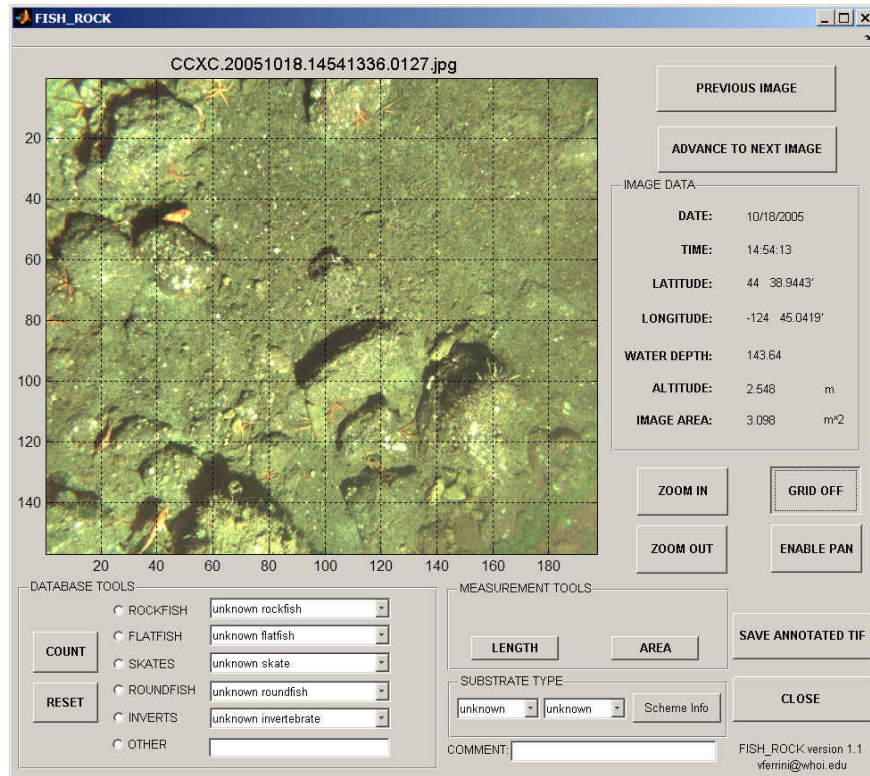 FISH_ROCK
CCXC.20051018.14541336.0127.jpg
20
40
60
80
100
120
140
20 40 60 80 100 120 140 160 180
PREVIOUS IMAGE
ADVANCE TO NEXT IMAGE
IMAGE DATA
DATE: 10/18/2005
TIME: 14:54:13
LATITUDE: 44 38.9443'
LONGITUDE: -124 45.0419'
WATER DEPTH: 143.64
ALTITUDE: 2.548 m
IMAGE AREA: 3.098 m^2
ZOOM IN
GRID OFF
ZOOM OUT
ENABLE PAN
DATABASE TOOLS
COUNT
RESET
ROCKFISH unknown rockfish
FLATFISH unknown flatfish
SKATES unknown skate
ROUNDFISH unknown roundfish
INVERTS unknown invertebrate
OTHER
MEASUREMENT TOOLS
LENGTH AREA
SUBSTRATE TYPE
unknown unknown Scheme Info
COMMENT:
SAVE ANNOTATED TIF
CLOSE
FISH_ROCK version 1.1
vferrini@whoi.edu